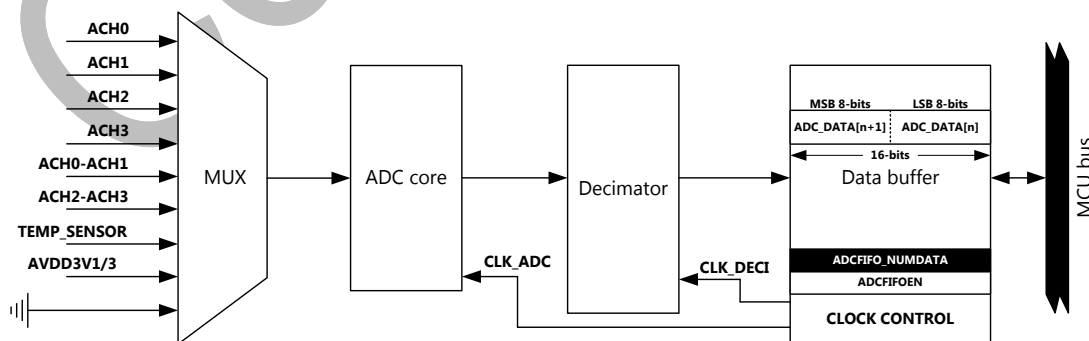 ACH0
ACH1
ACH2
ACH3
ACH0-ACH1
ACH2-ACH3
TEMP_SENSOR
AVDD3V1/3
MUX
ADC core
CLK_ADC
Decimator
CLK_DECI
MSB 8-bits LSB 8-bits
ADC_DATA[n+1] ADC_DATA[n]
16-bits
Data buffer
ADCFIFO_NUMDATA
ADCFIFOEN
CLOCK CONTROL
MCU bus